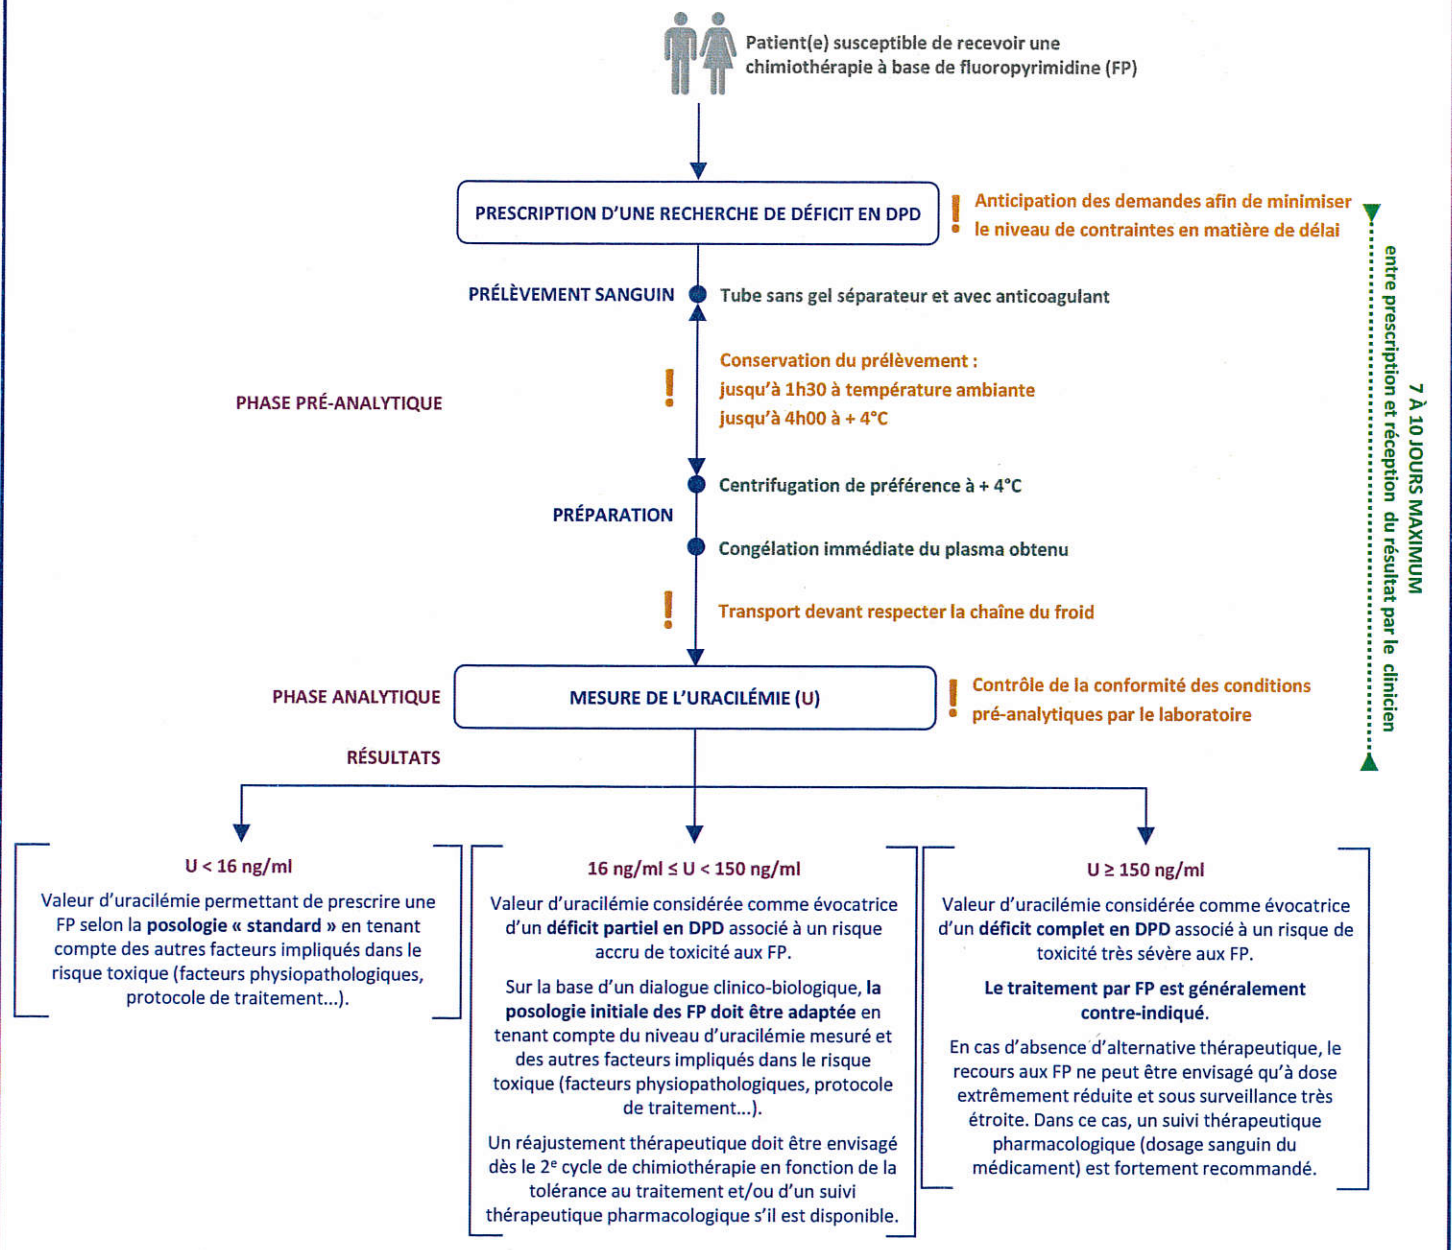 Patient(e) susceptible de recevoir une
chimiothérapie à base de fluoropyrimidine (FP)
PRESCRIPTION D'UNE RECHERCHE DE DÉFICIT EN DPD
! Anticipation des demandes afin de minimiser
le niveau de contraintes en matière de délai
PRÉLÈVEMENT SANGUIN
Tube sans gel séparateur et avec anticoagulant
PHASE PRÉ-ANALYTIQUE
!
Conservation du prélèvement :
jusqu'à 1h30 à température ambiante
jusqu'à 4h00 à + 4°C
Centrifugation de préférence à + 4°C
PRÉPARATION
Congélation immédiate du plasma obtenu
! Transport devant respecter la chaîne du froid
PHASE ANALYTIQUE
MESURE DE L'URACILÉMIE (U)
! Contrôle de la conformité des conditions
pré-analytiques par le laboratoire
7 À 10 JOURS MAXIMUM
entre prescription et réception du résultat par le clinicien
RÉSULTATS
U < 16 ng/ml
Valeur d'uracilémie permettant de prescrire une
FP selon la posologie « standard » en tenant
compte des autres facteurs impliqués dans le
risque toxique (facteurs physiopathologiques,
protocole de traitement...).
16 ng/ml ≤ U < 150 ng/ml
Valeur d'uracilémie considérée comme évocatrice
d'un déficit partiel en DPD associé à un risque
accru de toxicité aux FP.
Sur la base d'un dialogue clinico-biologique, la
posologie initiale des FP doit être adaptée en
tenant compte du niveau d'uracilémie mesuré et
des autres facteurs impliqués dans le risque
toxique (facteurs physiopathologiques, protocole
de traitement...).
Un réajustement thérapeutique doit être envisagé
dès le 2e cycle de chimiothérapie en fonction de la
tolérance au traitement et/ou d'un suivi
thérapeutique pharmacologique s'il est disponible.
U ≥ 150 ng/ml
Valeur d'uracilémie considérée comme évocatrice
d'un déficit complet en DPD associé à un risque de
toxicité très sévère aux FP.
Le traitement par FP est généralement
contre-indiqué.
En cas d'absence d'alternative thérapeutique, le
recours aux FP ne peut être envisagé qu'à dose
extrêmement réduite et sous surveillance très
étroite. Dans ce cas, un suivi thérapeutique
pharmacologique (dosage sanguin du
médicament) est fortement recommandé.